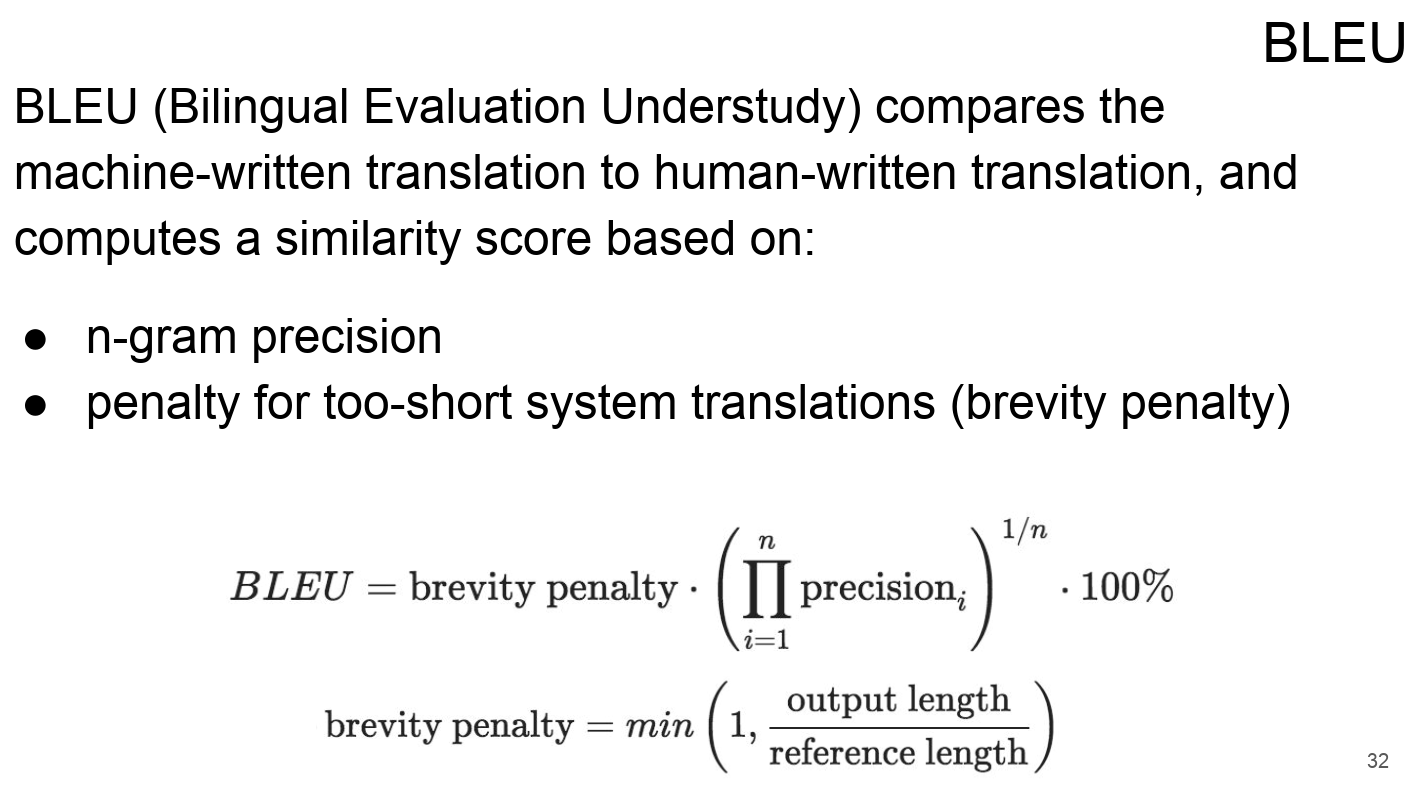 BLEU
BLEU (Bilingual Evaluation Understudy) compares the
machine-written translation to human-written translation, and
computes a similarity score based on:
● n-gram precision
● penalty for too-short system translations (brevity penalty)
$BLEU = \text{brevity penalty} \cdot \left( \prod_{i=1}^{n} \text{precision}_i \right)^{1/n} \cdot 100\%$
$\text{brevity penalty} = min \left( 1, \frac{\text{output length}}{\text{reference length}} \right)$
32